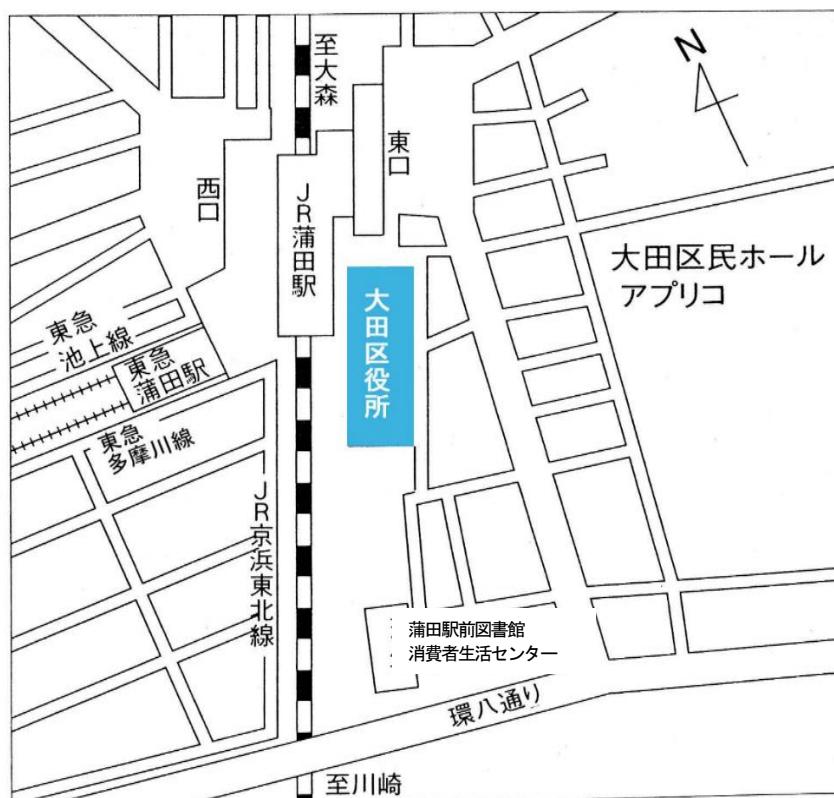 至大森
N
東口
西口
JR蒲田駅
大田区民ホール
アプリコ
大田区役所
東急
池上線
東急
蒲田駅
東急
多摩川線
JR京浜東北線
蒲田駅前図書館
消費者生活センター
環八通り
至川崎